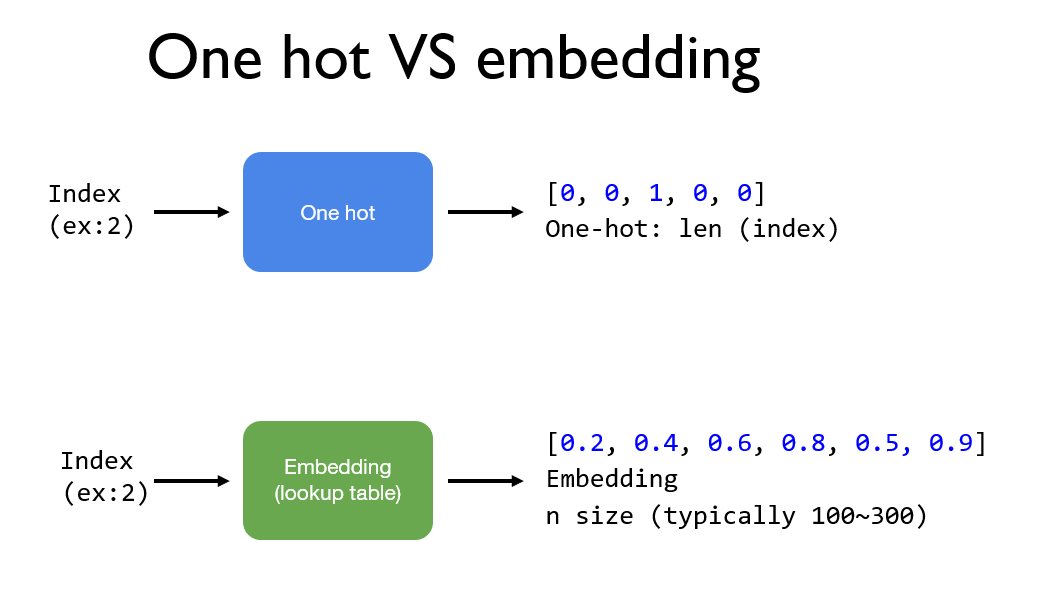 One hot VS embedding
Index
(ex:2)
One hot
[0, 0, 1, 0, 0]
One-hot: len (index)
Index
(ex:2)
Embedding
(lookup table)
[0.2, 0.4, 0.6, 0.8, 0.5, 0.9]
Embedding
n size (typically 100~300)